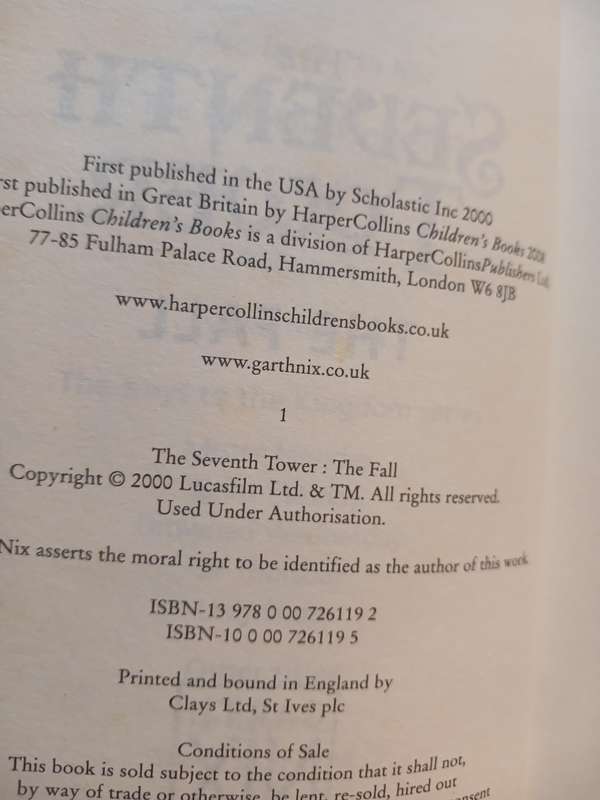 First published in the USA by Scholastic Inc 2000
rst published in Great Britain by HarperCollins Children's Books
perCollins Children's Books is a division of HarperCollinsPublishers Ltd,
77-85 Fulham Palace Road, Hammersmith, London W6 8JB
www.harpercollinschildrensbooks.co.uk
www.garthnix.co.uk
1
The Seventh Tower : The Fall
Copyright © 2000 Lucasfilm Ltd. & TM. All rights reserved.
Used Under Authorisation.
Nix asserts the moral right to be identified as the author of this work
ISBN-13 978 0 00 726119 2
ISBN-10 0 00 726119 5
Printed and bound in England by
Clays Ltd, St Ives plc
Conditions of Sale
This book is sold subject to the condition that it shall not,
by way of trade or otherwise, be lent, re-sold, hired out
consent